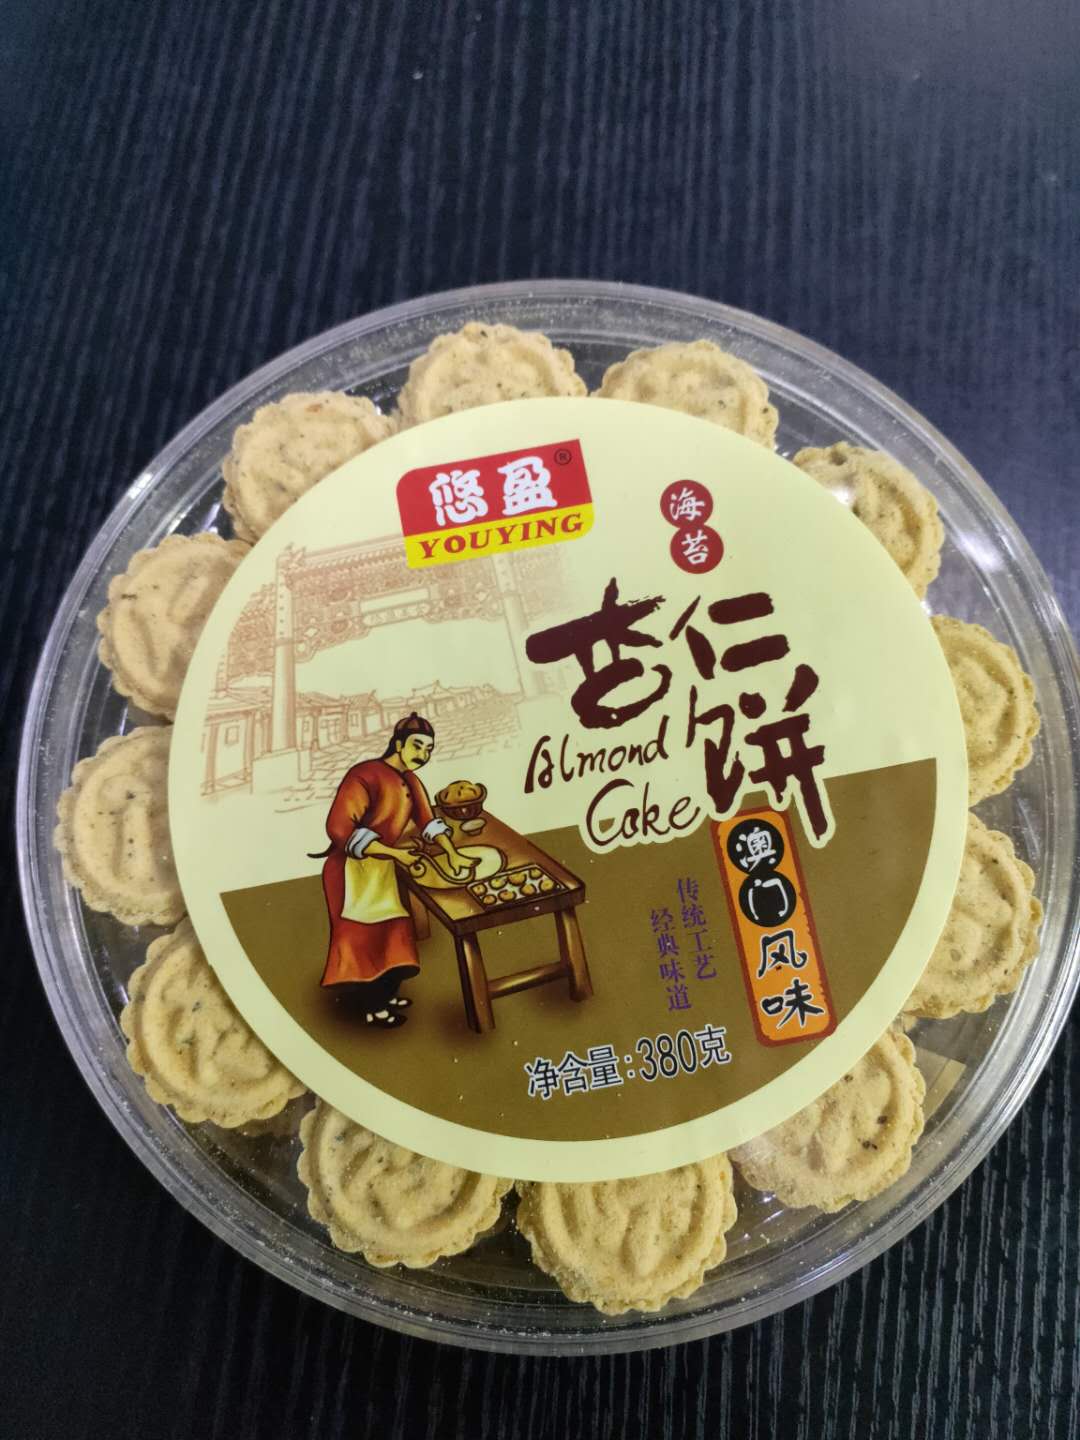 悠盈®
YOUYING
海苔
杏仁饼
Almond
Cake
澳门风味
传统工艺
经典味道
净含量:380克